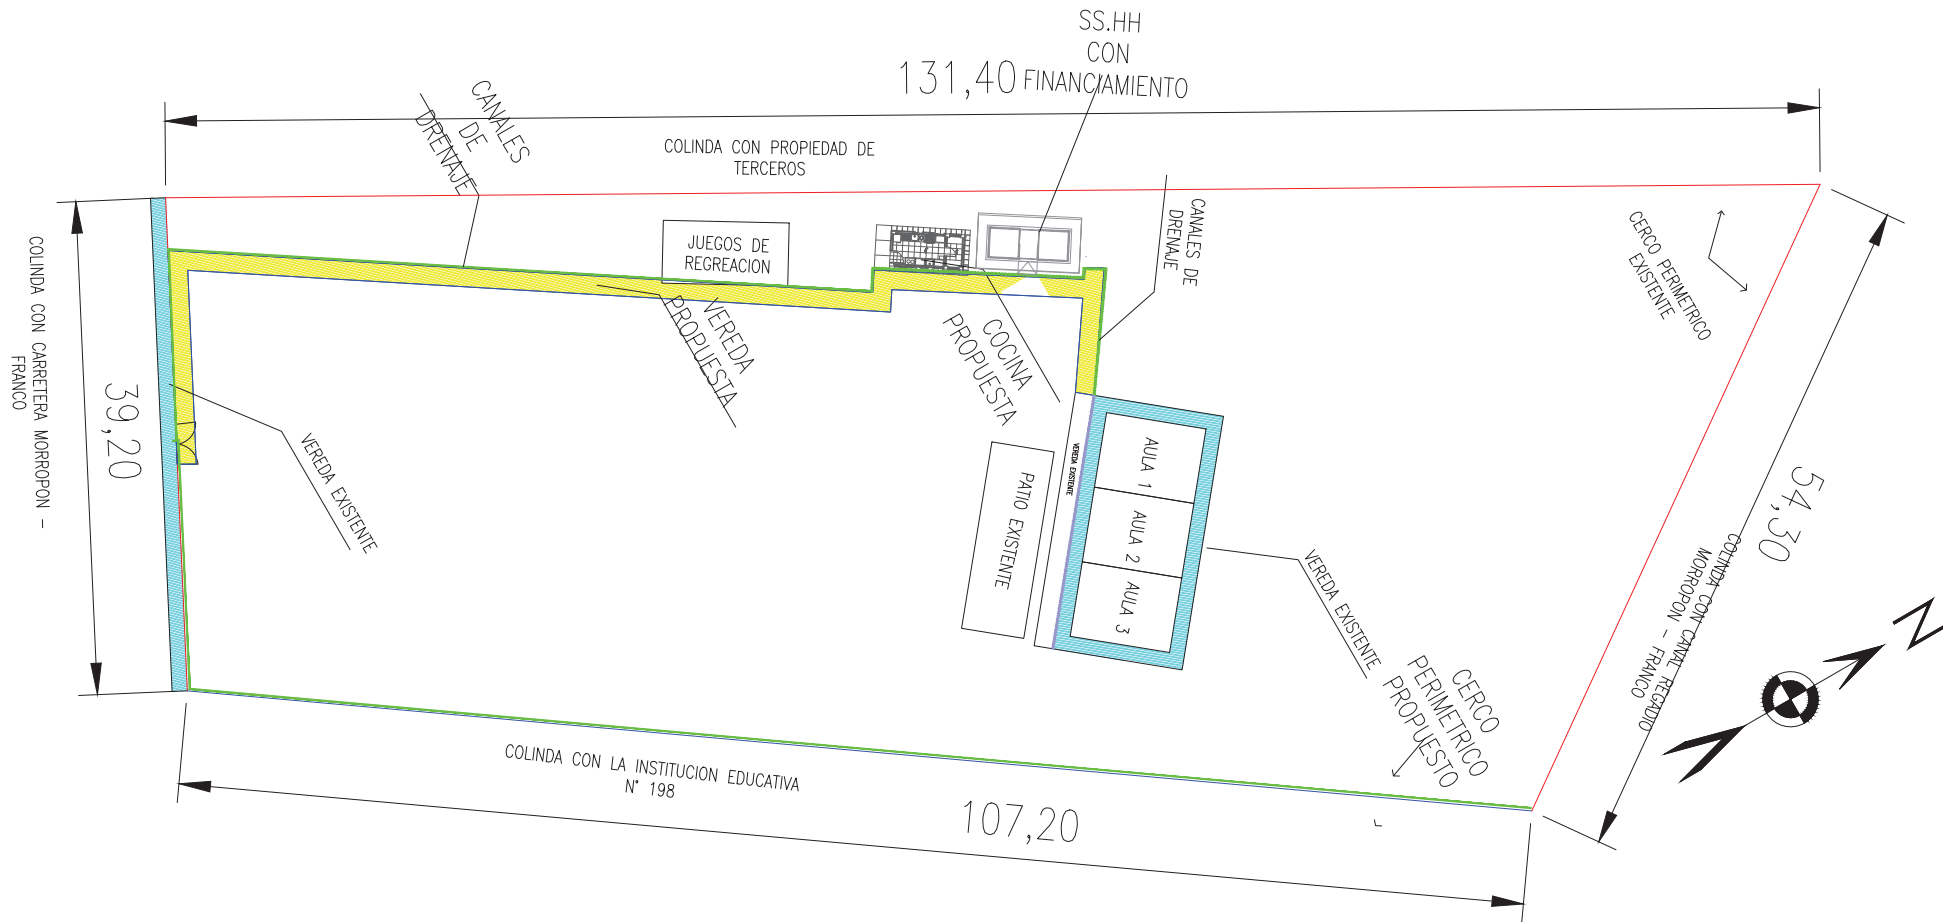 SS.HH
CON
FINANCIAMIENTO
131,40
CANALES
DE
DRENAJE
COLINDA CON PROPIEDAD DE
TERCEROS
CANALES DE
DRENAJE
CERCO PERIMETRICO
EXISTENTE
JUEGOS DE
REGREACION
COLINDA CON CARRETERA MORROPON -
FRANCO
39,20
VEREDA
PROPUESTA
COCINA
PROPUESTA
VEREDA EXISTENTE
VEREDA EXISTENTE
PATIO EXISTENTE
AULA 1
AULA 2
AULA 3
VEREDA EXISTENTE
54,30
COLINDA CON CANAL REGADIO
MORROPON - FRANCO
N
CERCO
PERIMETRICO
PROPUESTO
COLINDA CON LA INSTITUCION EDUCATIVA
N° 198
107,20